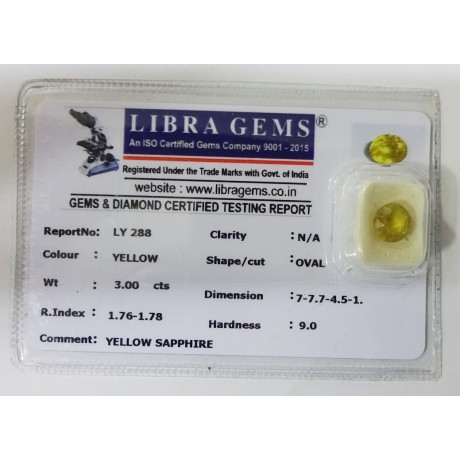 LIBRA GEMS®
An ISO Certified Gems Company 9001 - 2015
Registered Under the Trade Marks with Govt. of India
website : www.libragems.co.in
GEMS & DIAMOND CERTIFIED TESTING REPORT
ReportNo: LY 288 Clarity : N/A
Colour : YELLOW Shape/cut : OVAL
Wt : 3.00 cts Dimension : 7-7.7-4.5-1.
R.Index : 1.76-1.78 Hardness : 9.0
Comment: YELLOW SAPPHIRE